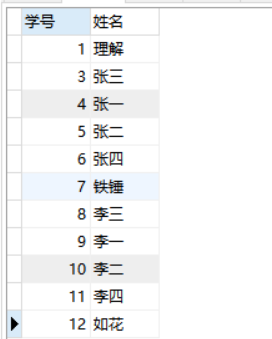 学号 姓名
1 理解
3 张三
4 张一
5 张二
6 张四
7 铁锤
8 李三
9 李一
10 李二
11 李四
12 如花